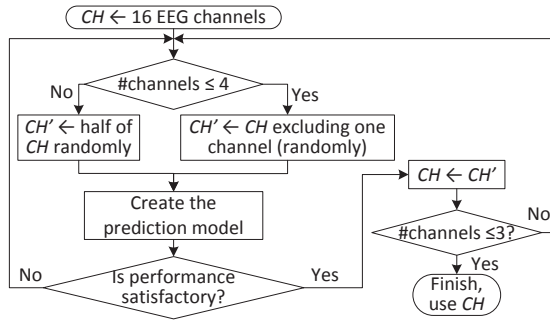 CH ← 16 EEG channels
#channels ≤ 4
No
Yes
CH’ ← half of
CH randomly
CH’ ← CH excluding one
channel (randomly)
Create the
prediction model
Is performance
satisfactory?
No
Yes
CH ← CH’
#channels ≤3?
No
Yes
Finish,
use CH